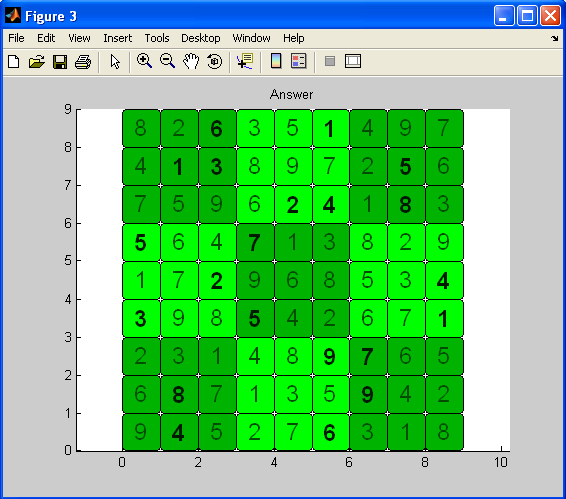 Figure 3
File Edit View Insert Tools Desktop Window Help
Answer
9
8 2 6 3 5 1 4 9 7
8
4 1 3 8 9 7 2 5 6
7
7 5 9 6 2 4 1 8 3
6
5 6 4 7 1 3 8 2 9
5
1 7 2 9 6 8 5 3 4
4
3 9 8 5 4 2 6 7 1
3
2 3 1 4 8 9 7 6 5
2
6 8 7 1 3 5 9 4 2
1
9 4 5 2 7 6 3 1 8
0
0 2 4 6 8 10